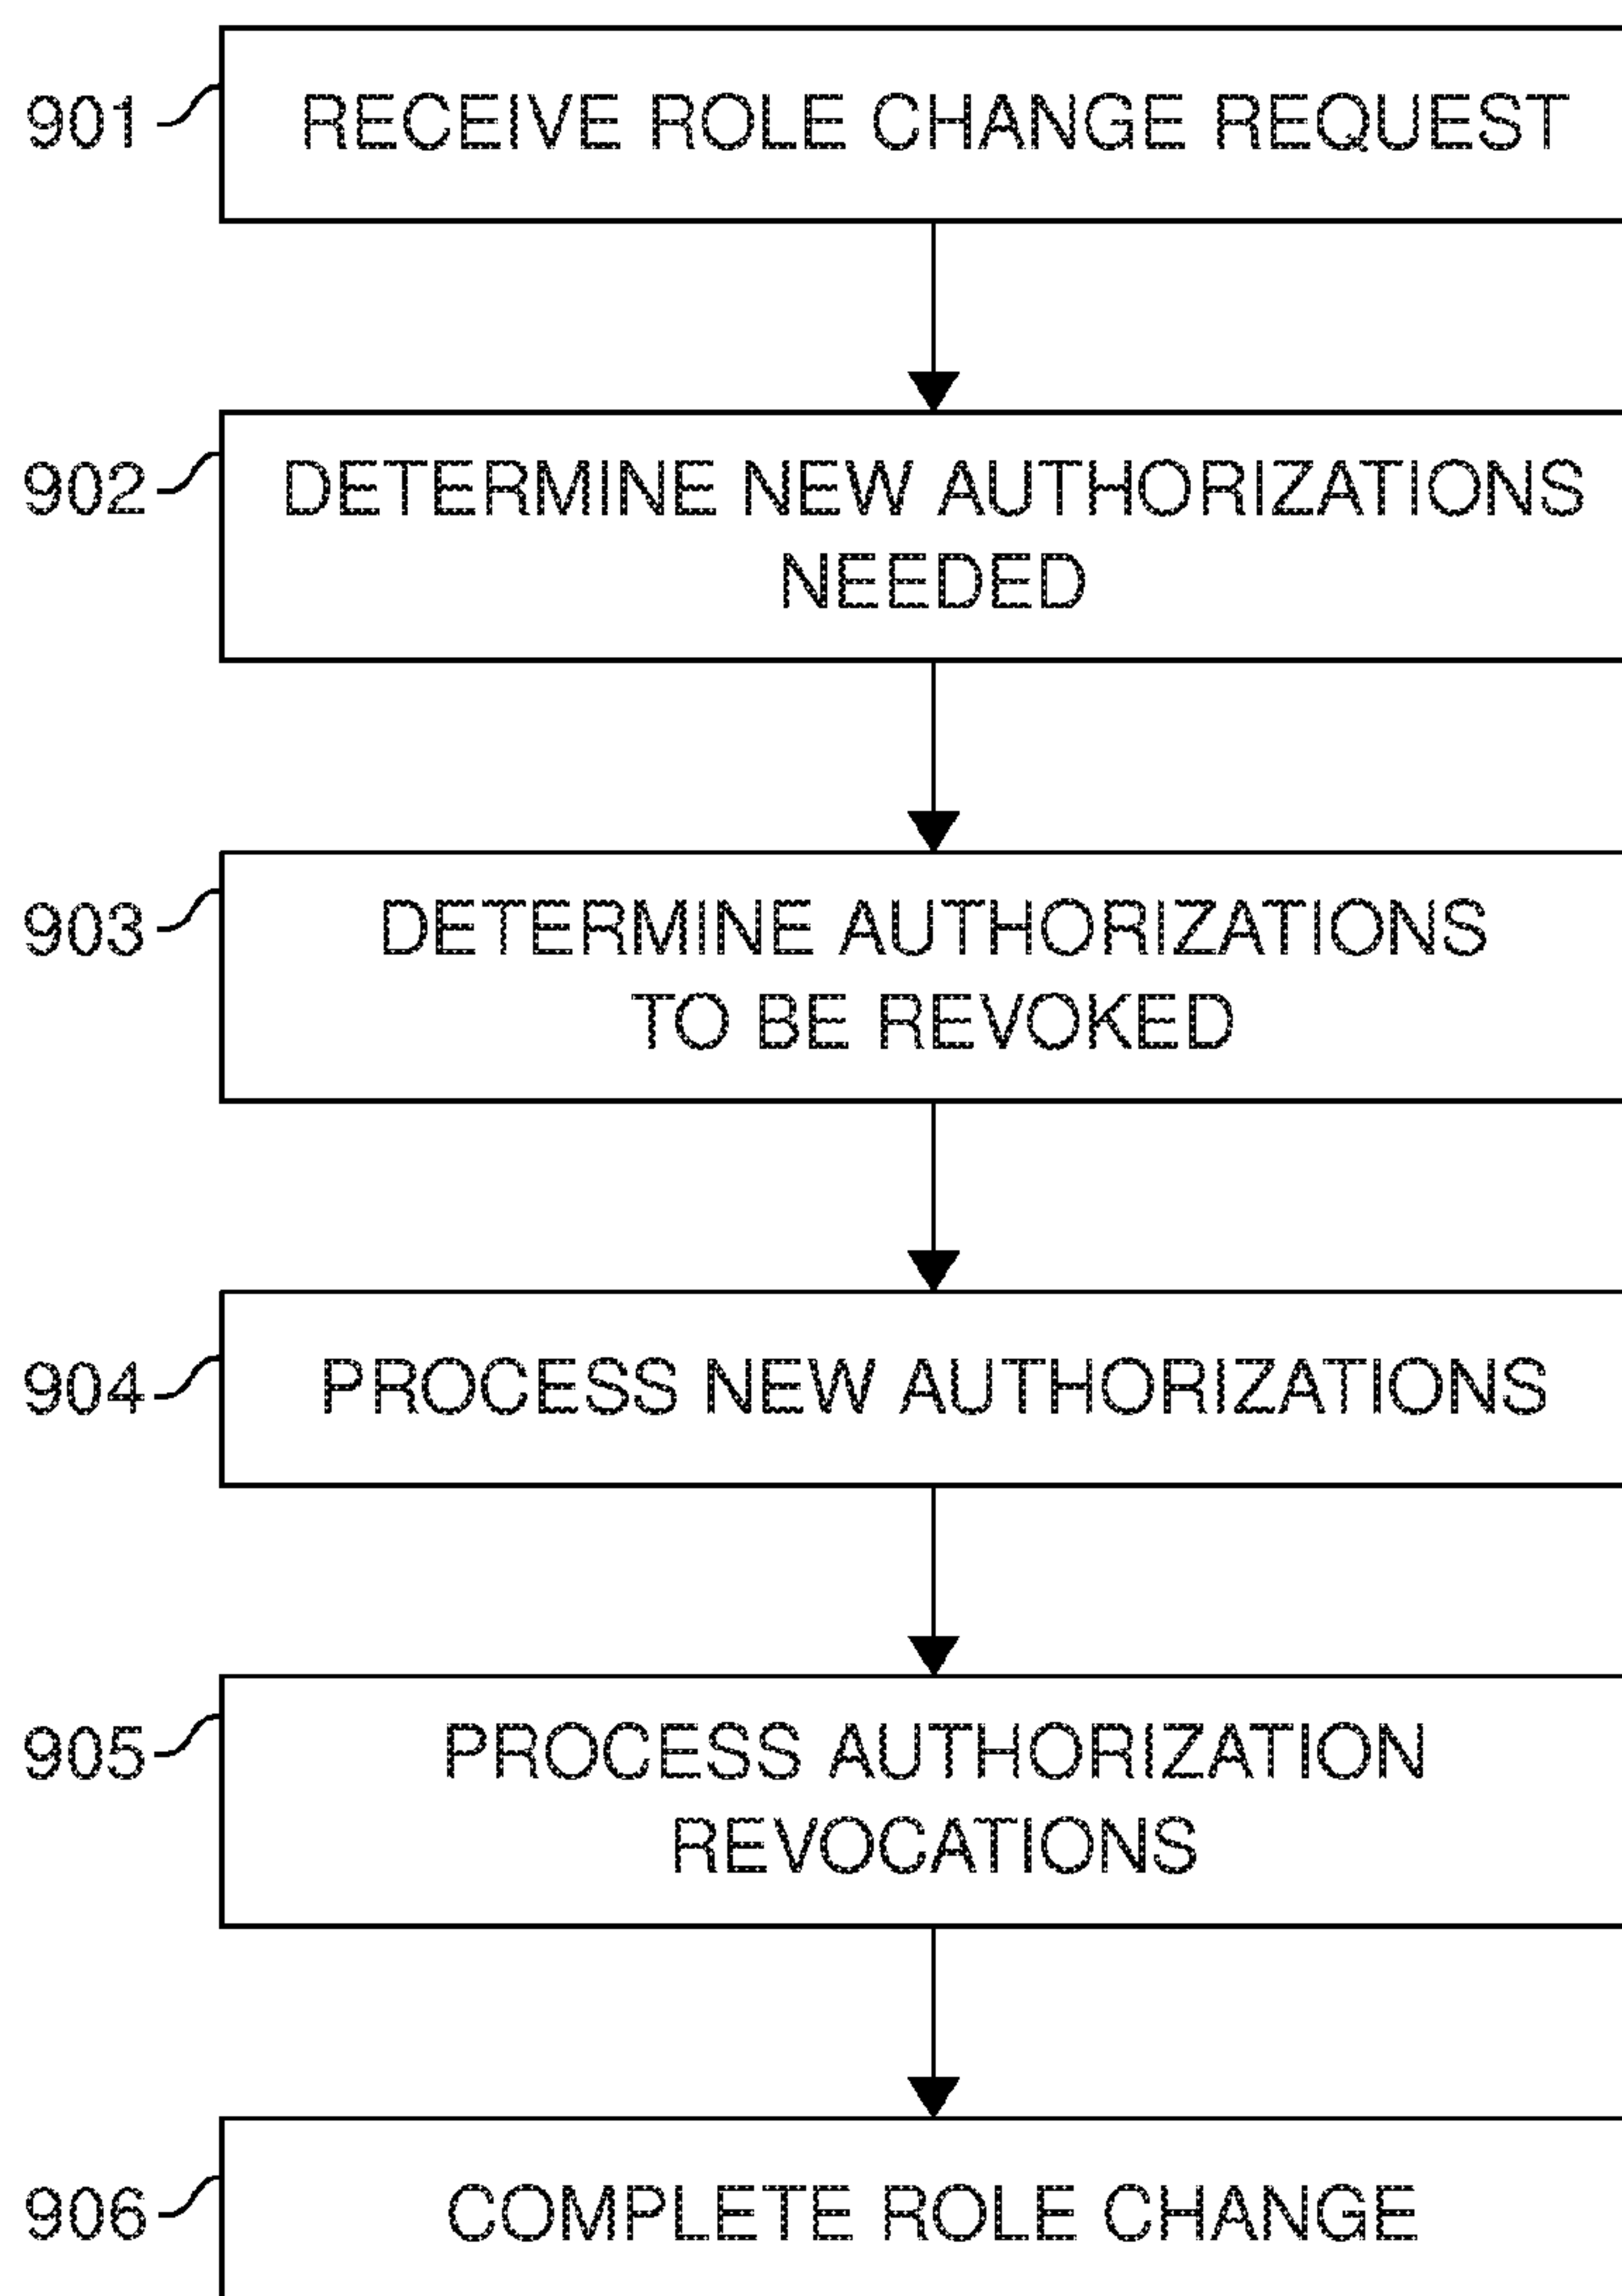 901
RECEIVE ROLE CHANGE REQUEST
902
DETERMINE NEW AUTHORIZATIONS
NEEDED
903
DETERMINE AUTHORIZATIONS
TO BE REVOKED
904
PROCESS NEW AUTHORIZATIONS
905
PROCESS AUTHORIZATION
REVOCATIONS
906
COMPLETE ROLE CHANGE